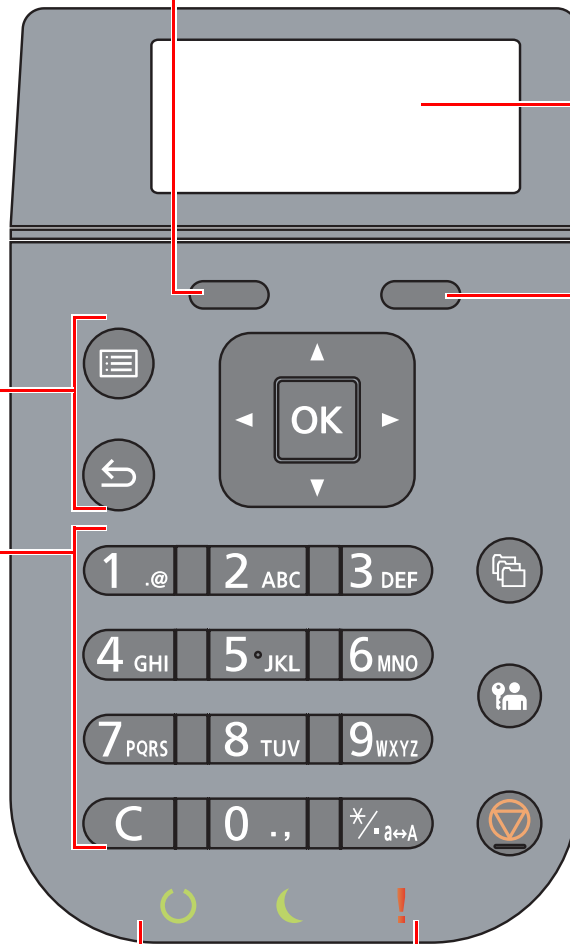 OK
1 .@ 2 ABC 3 DEF
4 GHI 5 JKL 6 MNO
7 PQRS 8 TUV 9 WXYZ
C 0 ., */. a↔A
!